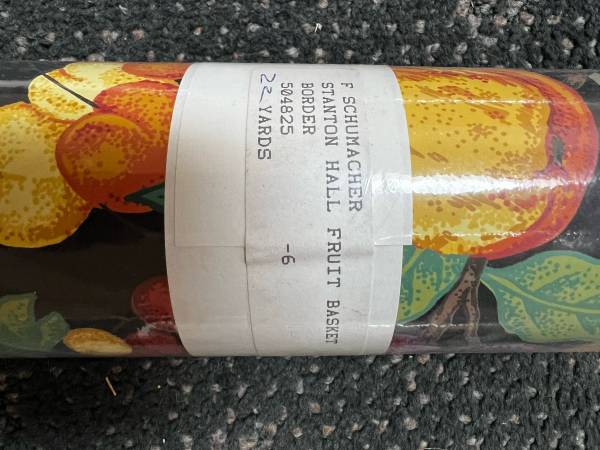 F SCHUMACHER
STANTON HALL FRUIT BASKET
BORDER
504825 -6
22 YARDS